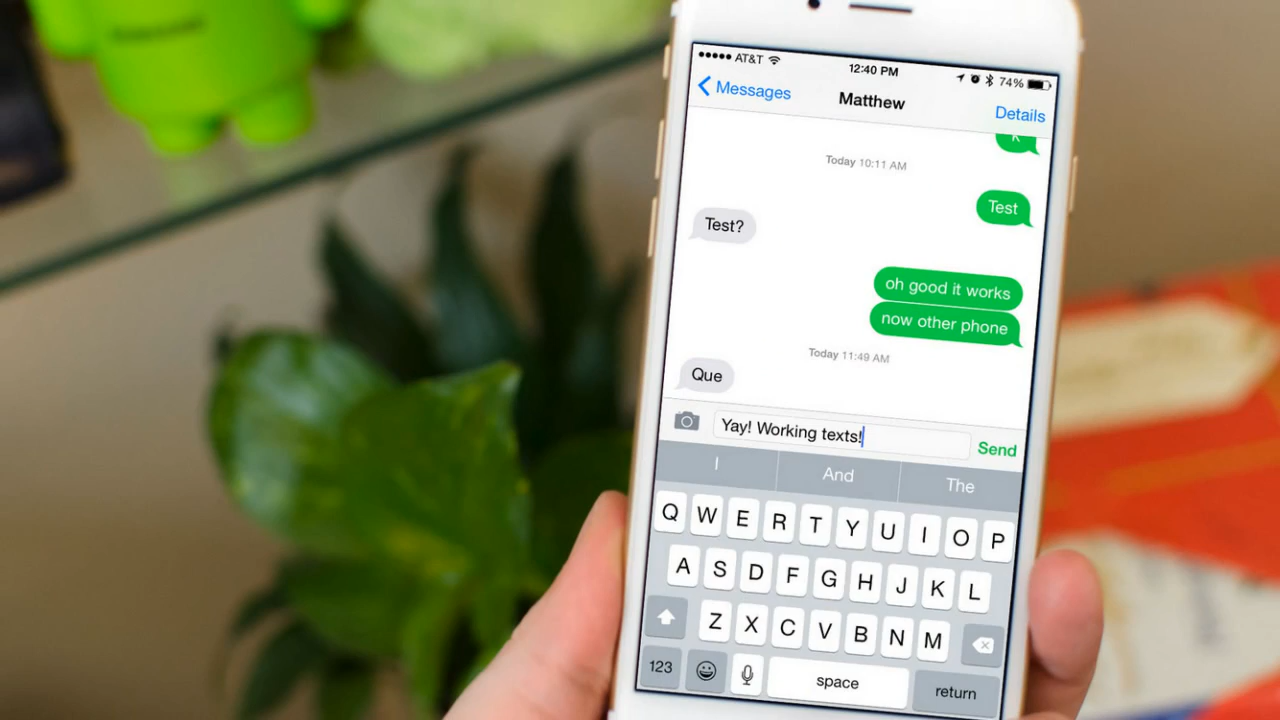 AT&T 12:40 PM 74%
Messages Matthew Details
k
Today 10:11 AM
Test
Test?
oh good it works
now other phone
Today 11:49 AM
Que
Yay! Working texts! Send
I And The
Q W E R T Y U I O P
A S D F G H J K L
Z X C V B N M
123 space return